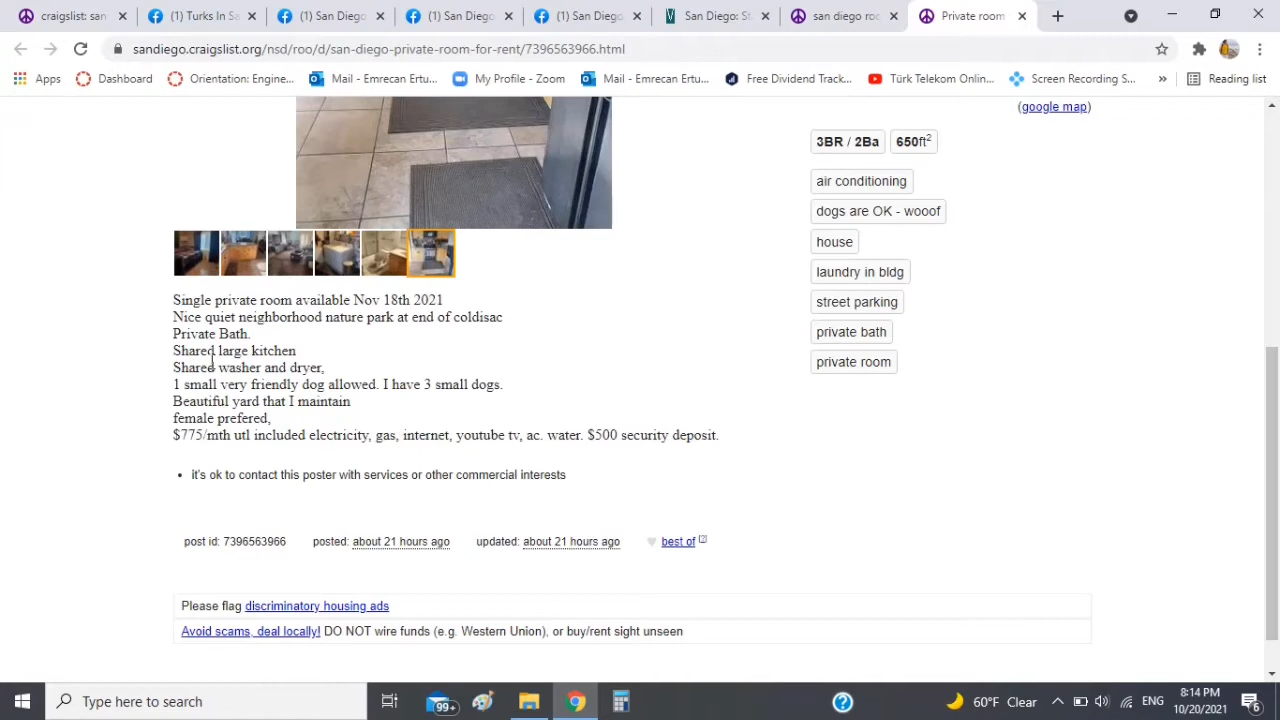 craigslist: san
(1) Turks In Sa
(1) San Diego
(1) San Diego-
(1) San Diego
San Diego: St
san diego roo
Private room
sandiego.craigslist.org/nsd/roo/d/san-diego-private-room-for-rent/7396563966.html
Apps
Dashboard
Orientation: Engine...
Mail - Emrecan Ertu...
My Profile - Zoom
Mail - Emrecan Ertu...
Free Dividend Track...
Türk Telekom Onlin...
Screen Recording S...
»
Reading list
(google map)
3BR / 2Ba
650ft2
air conditioning
dogs are OK - wooof
house
laundry in bldg
street parking
private bath
private room
Single private room available Nov 18th 2021
Nice quiet neighborhood nature park at end of coldisac
Private Bath.
Shared large kitchen
Shared washer and dryer,
1 small very friendly dog allowed. I have 3 small dogs.
Beautiful yard that I maintain
female prefered,
$775/mth utl included electricity, gas, internet, youtube tv, ac. water. $500 security deposit.
• it's ok to contact this poster with services or other commercial interests
post id: 7396563966
posted: about 21 hours ago
updated: about 21 hours ago
best of [?]
Please flag discriminatory housing ads
Avoid scams, deal locally! DO NOT wire funds (e.g. Western Union), or buy/rent sight unseen
Type here to search
99+
60°F Clear
ENG
8:14 PM
10/20/2021
6